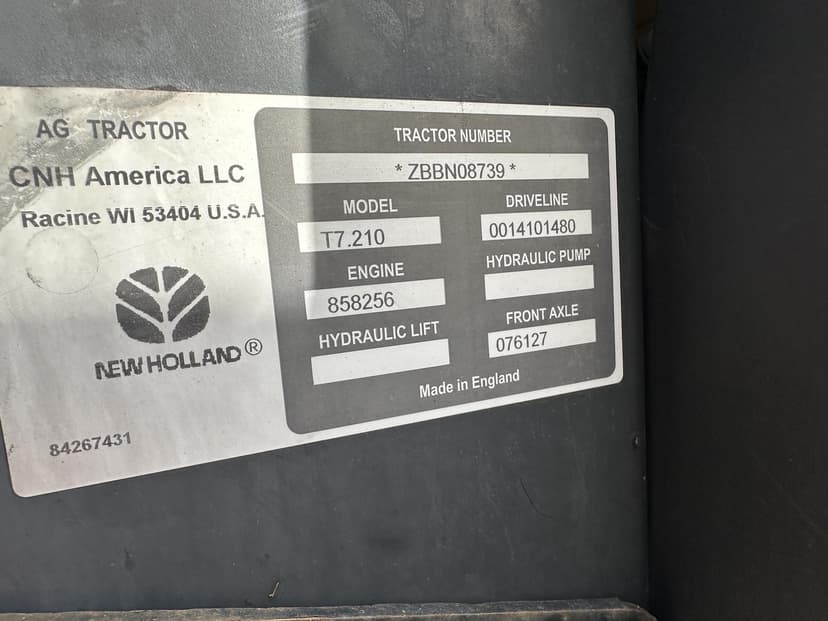 AG TRACTOR
CNH America LLC
Racine WI 53404 U.S.A.
NEW HOLLAND®
84267431
TRACTOR NUMBER
* ZBBN08739 *
MODEL
T7.210
DRIVELINE
0014101480
ENGINE
858256
HYDRAULIC PUMP
HYDRAULIC LIFT
FRONT AXLE
076127
Made in England